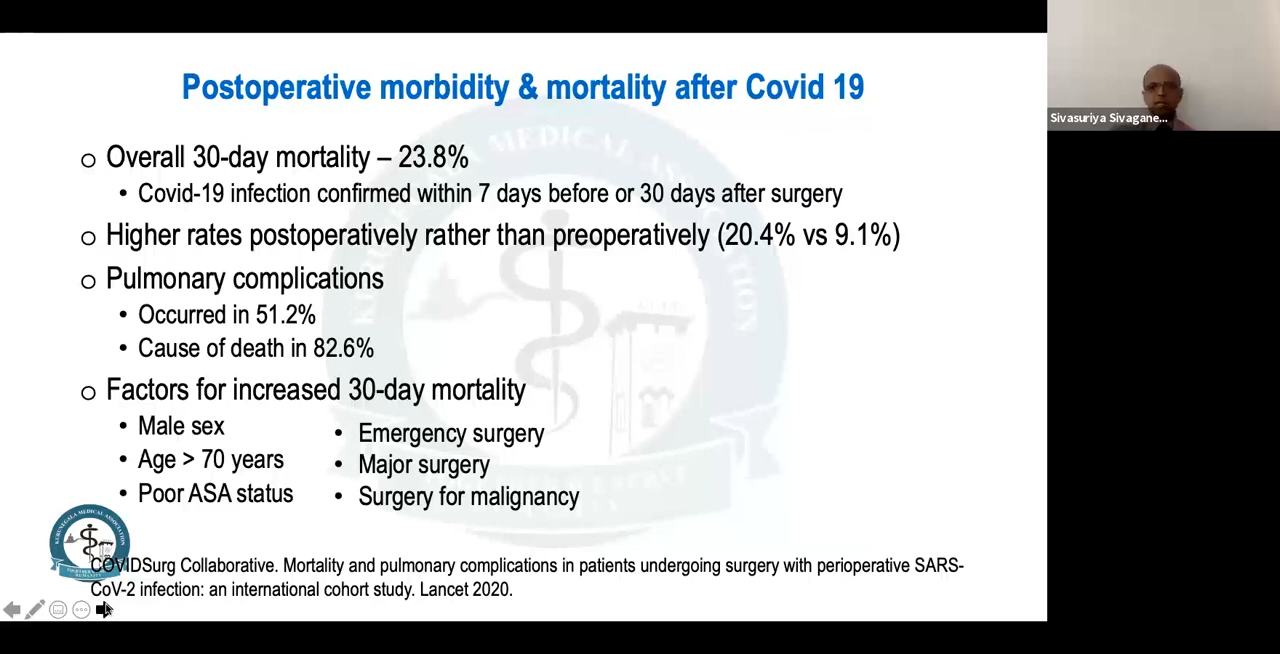 Postoperative morbidity & mortality after Covid 19
Sivasuriya Sivagane...
o Overall 30-day mortality – 23.8%
• Covid-19 infection confirmed within 7 days before or 30 days after surgery
o Higher rates postoperatively rather than preoperatively (20.4% vs 9.1%)
o Pulmonary complications
• Occurred in 51.2%
• Cause of death in 82.6%
o Factors for increased 30-day mortality
• Male sex
• Age > 70 years
• Poor ASA status
• Emergency surgery
• Major surgery
• Surgery for malignancy
KURUNEGALA MEDICAL ASSOCIATION
COVIDSurg Collaborative. Mortality and pulmonary complications in patients undergoing surgery with perioperative SARS-
CoV-2 infection: an international cohort study. Lancet 2020.